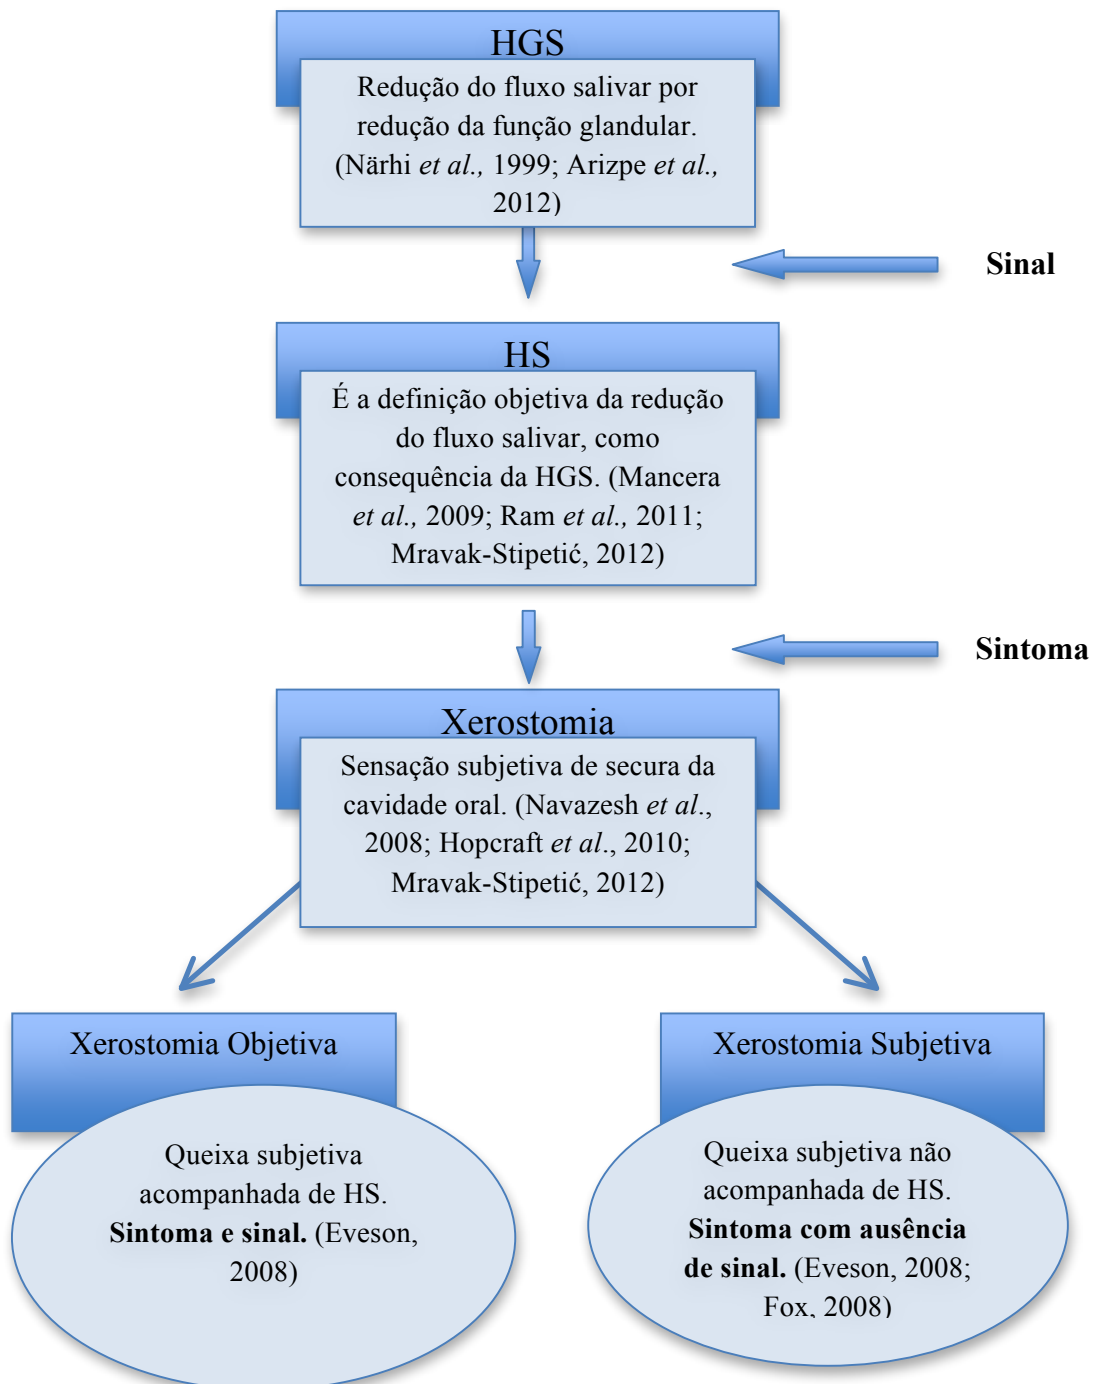 HGS
Redução do fluxo salivar por
redução da função glandular.
(Närhi et al., 1999; Arizpe et al.,
2012)
Sinal
HS
É a definição objetiva da redução
do fluxo salivar, como
consequência da HGS. (Mancera
et al., 2009; Ram et al., 2011;
Mravak-Stipetić, 2012)
Sintoma
Xerostomia
Sensação subjetiva de secura da
cavidade oral. (Navazesh et al.,
2008; Hopcraft et al., 2010;
Mravak-Stipetić, 2012)
Xerostomia Objetiva
Queixa subjetiva
acompanhada de HS.
Sintoma e sinal. (Eveson,
2008)
Xerostomia Subjetiva
Queixa subjetiva não
acompanhada de HS.
Sintoma com ausência
de sinal. (Eveson, 2008;
Fox, 2008)